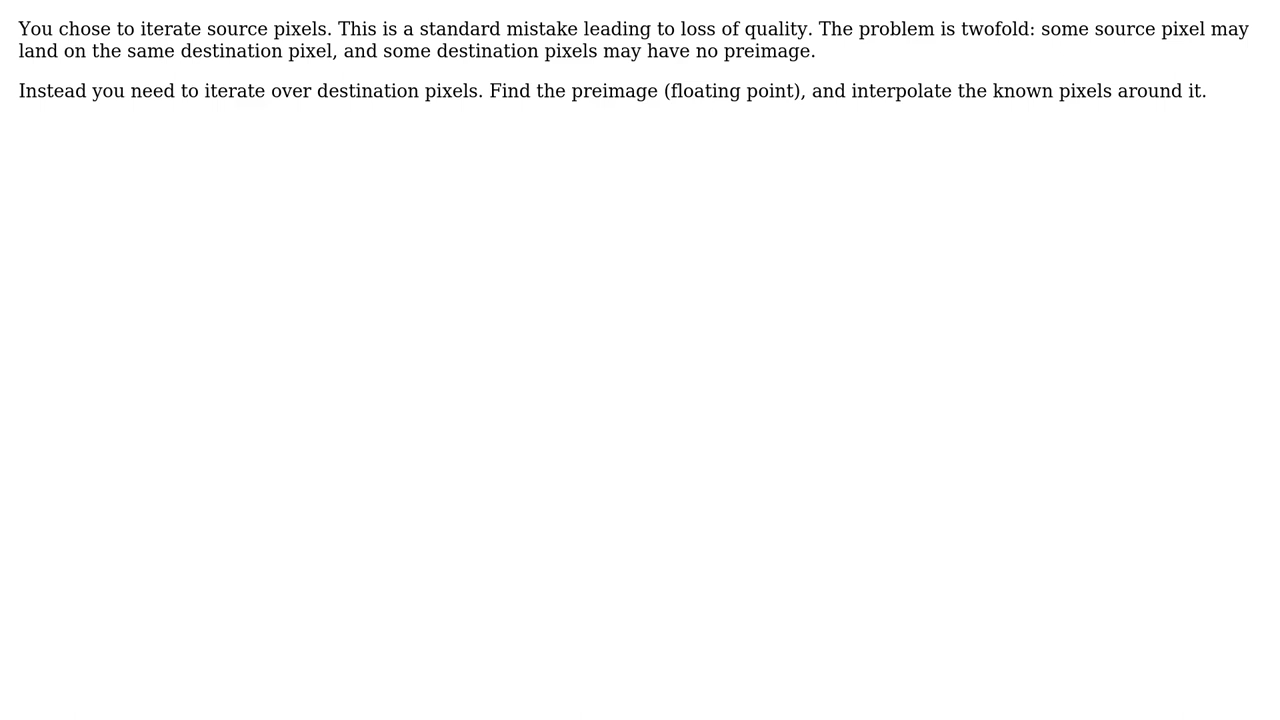 You chose to iterate source pixels. This is a standard mistake leading to loss of quality. The problem is twofold: some source pixel may
land on the same destination pixel, and some destination pixels may have no preimage.
Instead you need to iterate over destination pixels. Find the preimage (floating point), and interpolate the known pixels around it.